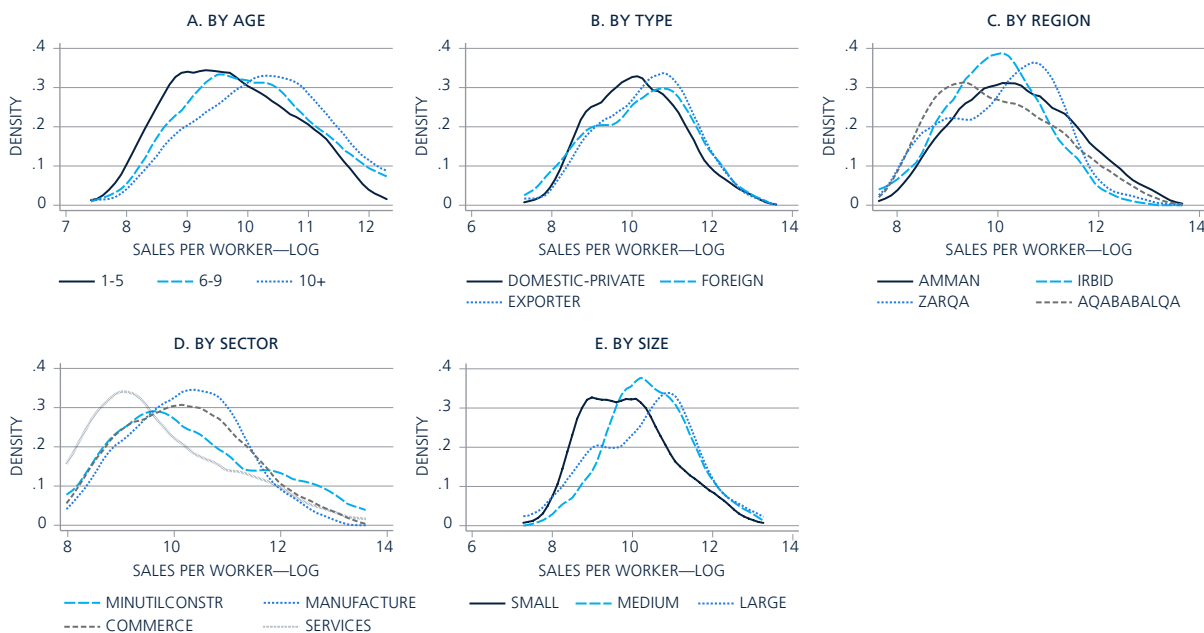 A. BY AGE
.4
.3
.2
.1
0
DENSITY
7 8 9 10 11 12
SALES PER WORKER—LOG
1-5 6-9 10+
B. BY TYPE
.4
.3
.2
.1
0
DENSITY
6 8 10 12 14
SALES PER WORKER—LOG
DOMESTIC-PRIVATE FOREIGN
EXPORTER
C. BY REGION
.4
.3
.2
.1
0
DENSITY
8 10 12 14
SALES PER WORKER—LOG
AMMAN IRBID
ZARQA AQABABALQA
D. BY SECTOR
.4
.3
.2
.1
0
DENSITY
8 10 12 14
SALES PER WORKER—LOG
MINUTILCONSTR MANUFACTURE
COMMERCE SERVICES
E. BY SIZE
.4
.3
.2
.1
0
DENSITY
6 8 10 12 14
SALES PER WORKER—LOG
SMALL MEDIUM LARGE